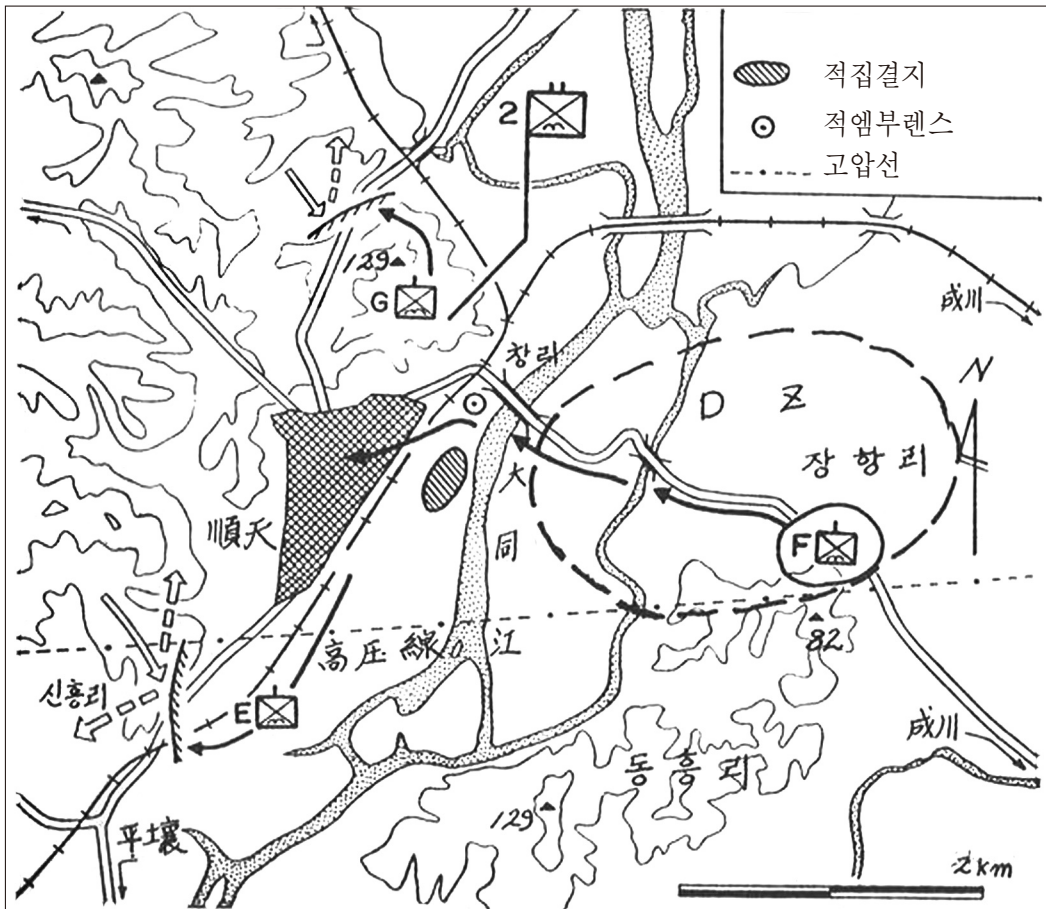 적집결지
적엠부렌스
고압선
2
129
G
成川
창리
D Z
N
장항리
大同江
順天
F
82
高圧線
신흥리
E
成川
동흥리
129
平壤
2km